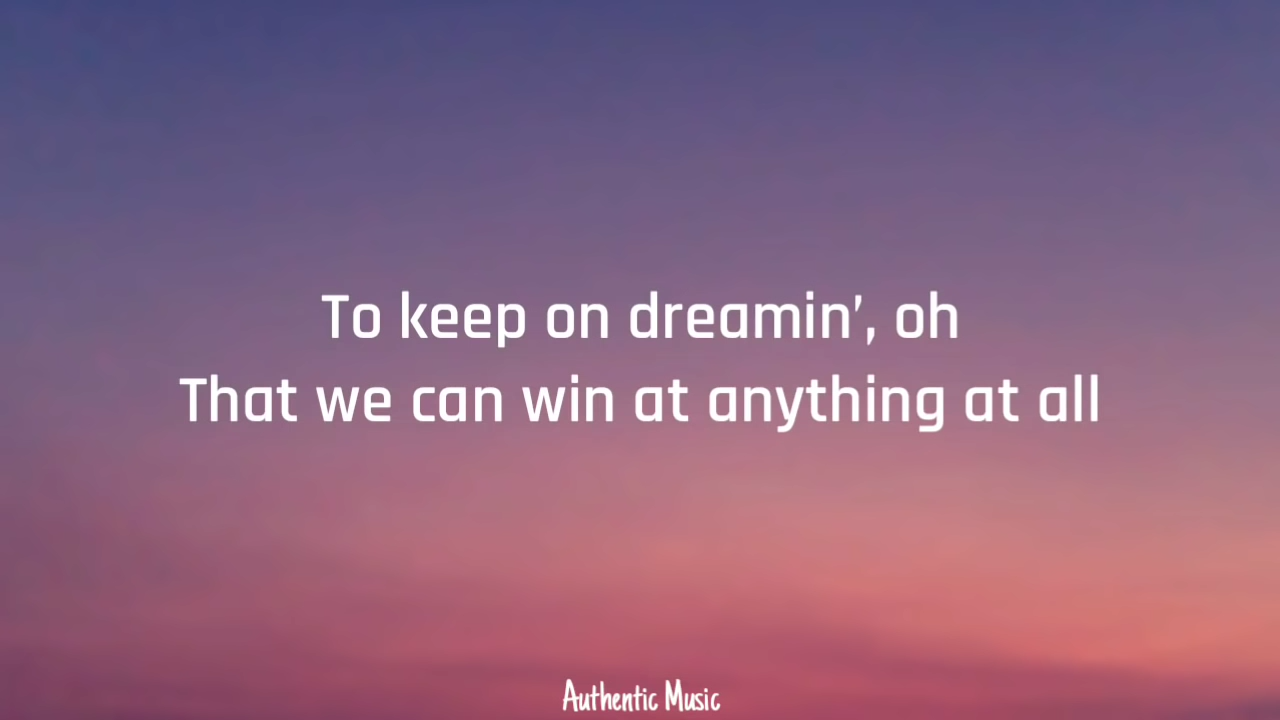 To keep on dreamin’, oh
That we can win at anything at all
Authentic Music